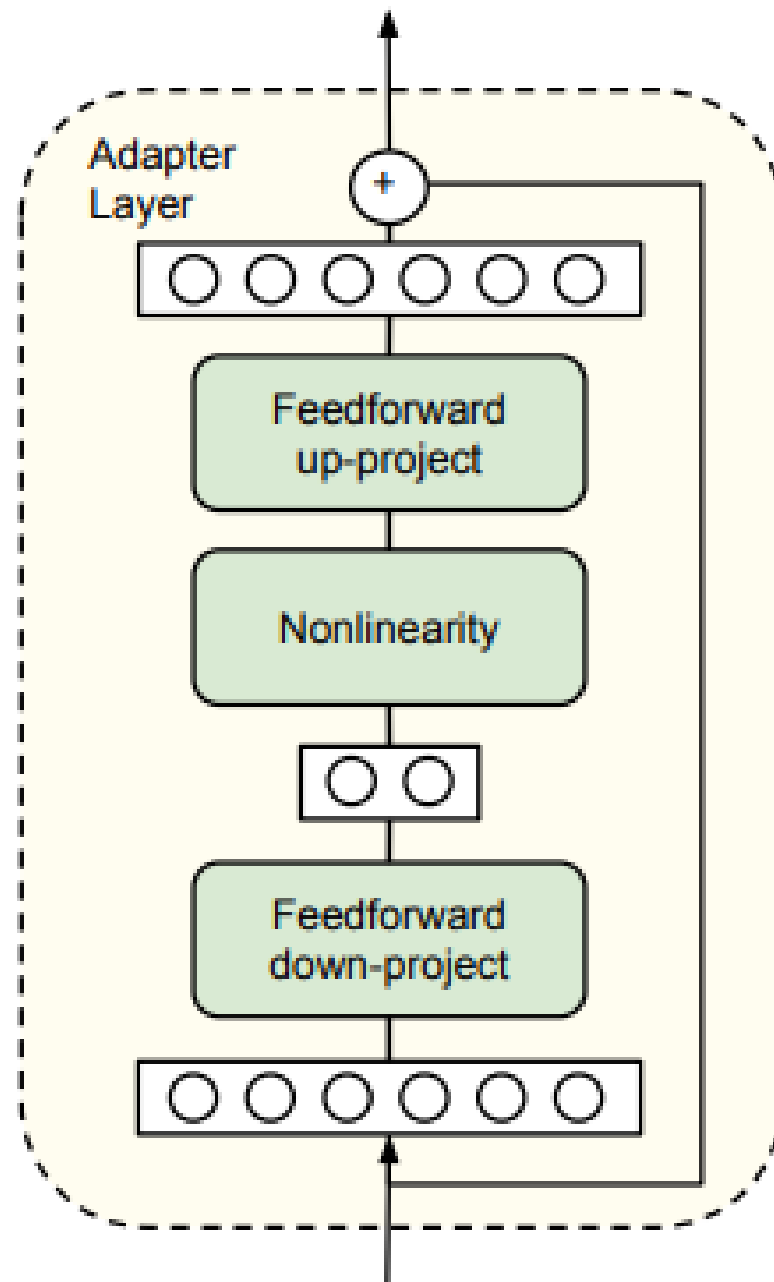 Adapter
Layer
+
Feedforward
up-project
Nonlinearity
Feedforward
down-project